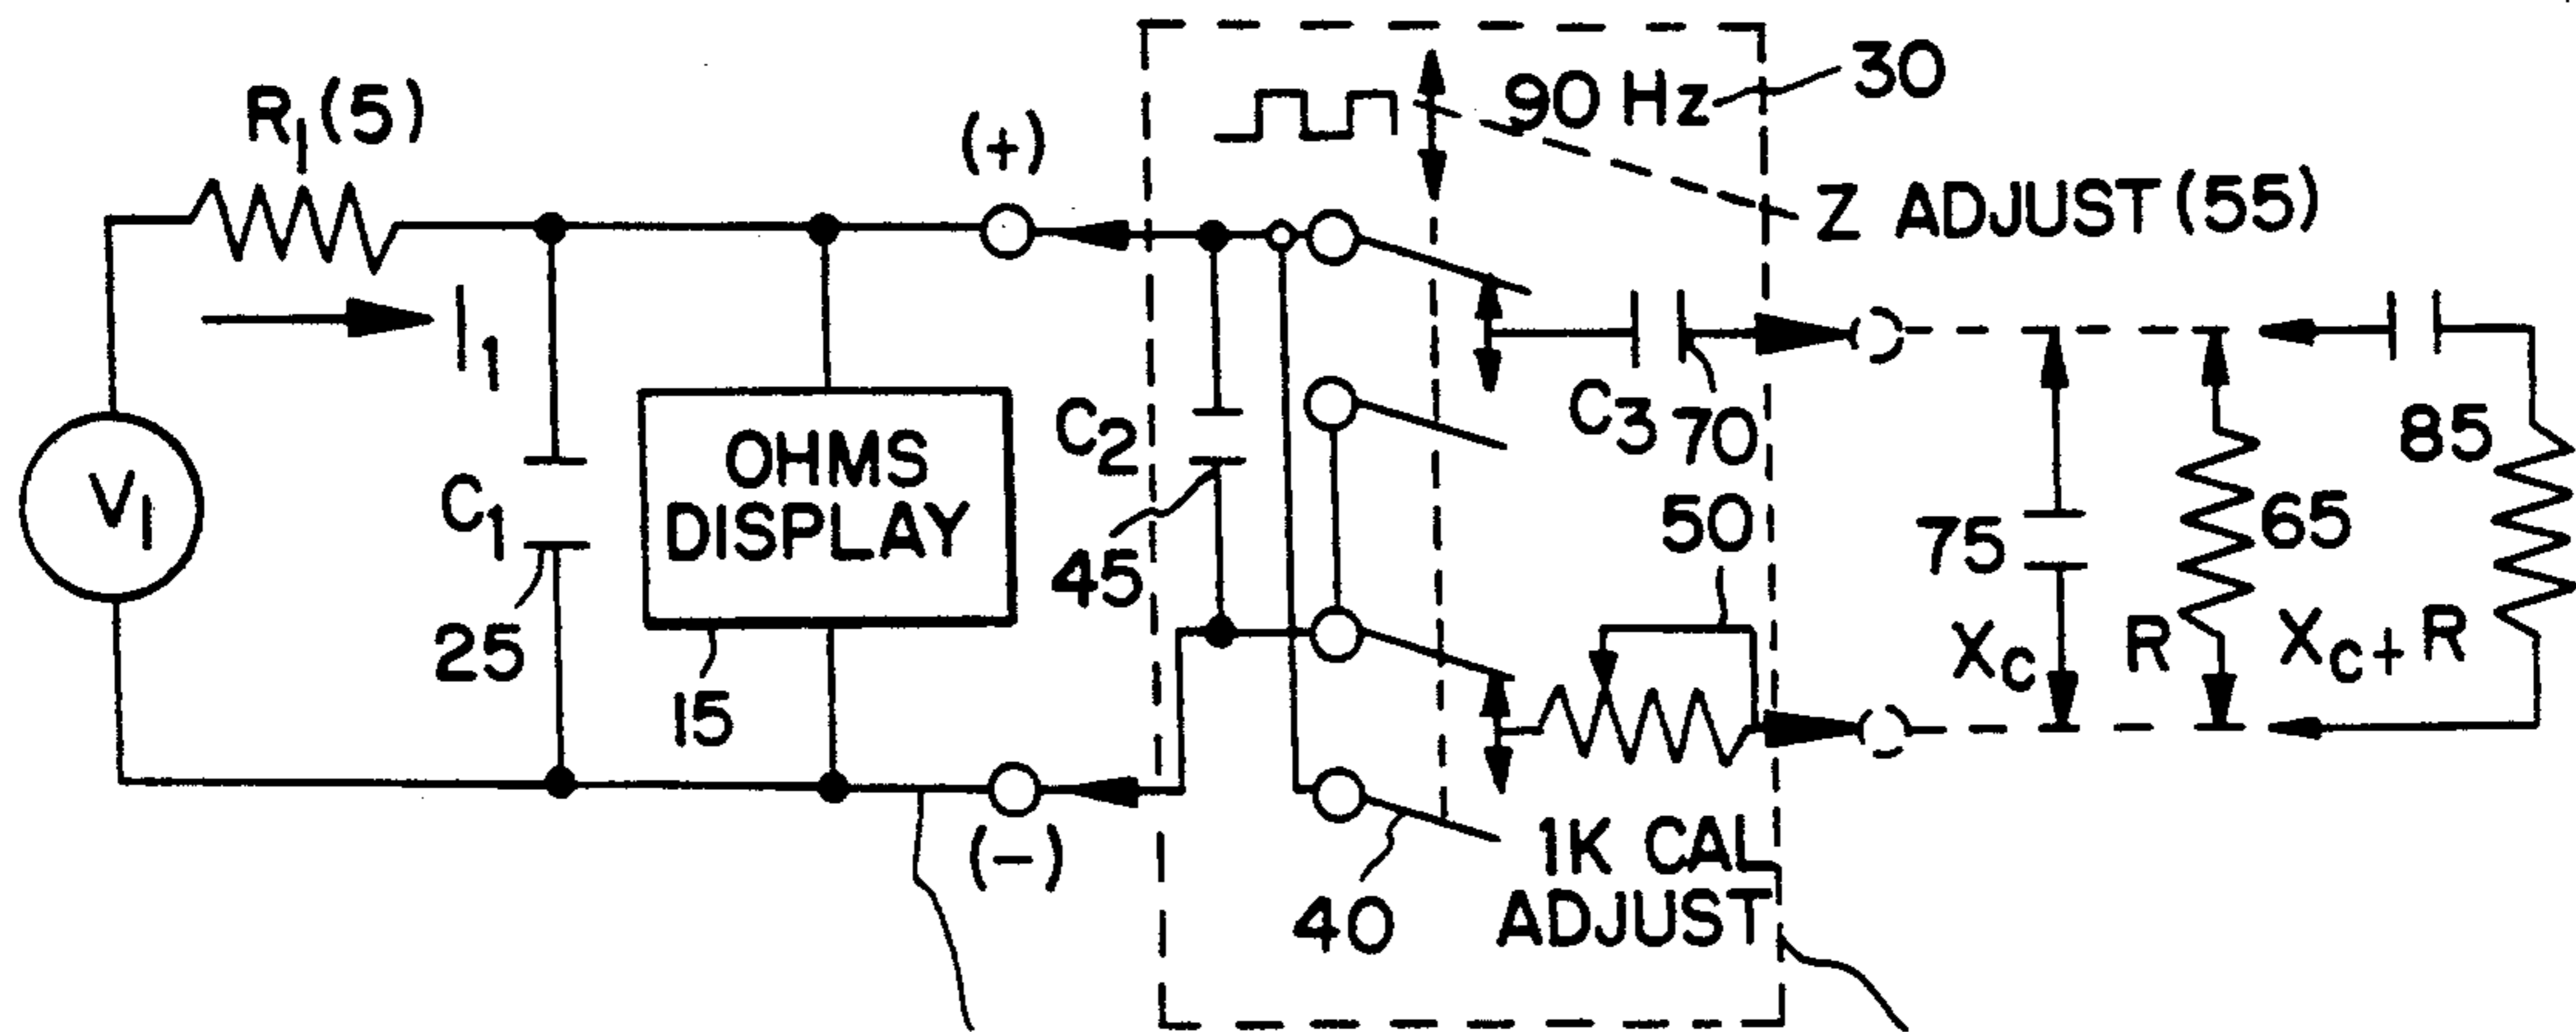 R1(5)
(+)
90 Hz
30
Z ADJUST (55)
I1
V1
C1
25
OHMS
DISPLAY
15
C2
45
C3
70
50
75
65
85
XC
R
XC+ R
(-)
40
1K CAL
ADJUST